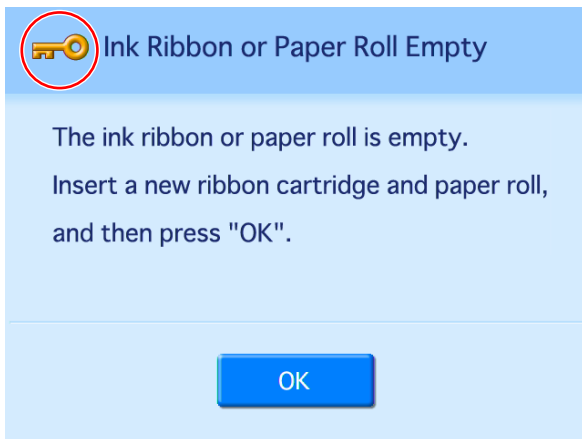 Ink Ribbon or Paper Roll Empty
The ink ribbon or paper roll is empty.
Insert a new ribbon cartridge and paper roll,
and then press "OK".
OK